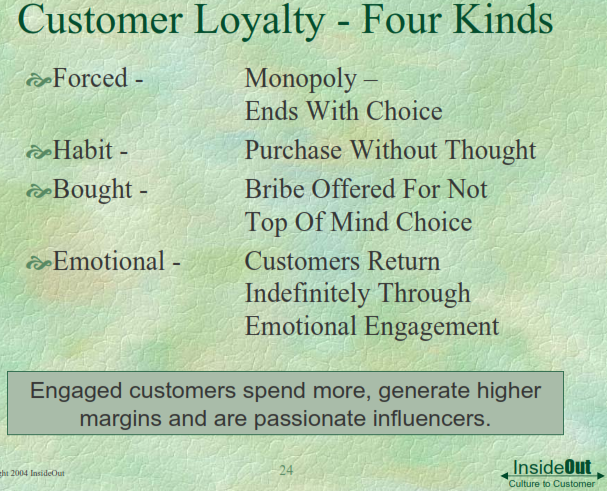 Customer Loyalty - Four Kinds
Forced - Monopoly –
Ends With Choice
Habit - Purchase Without Thought
Bought - Bribe Offered For Not
Top Of Mind Choice
Emotional - Customers Return
Indefinitely Through
Emotional Engagement
Engaged customers spend more, generate higher
margins and are passionate influencers.
2004 InsideOut
24
InsideOut
Culture to Customer